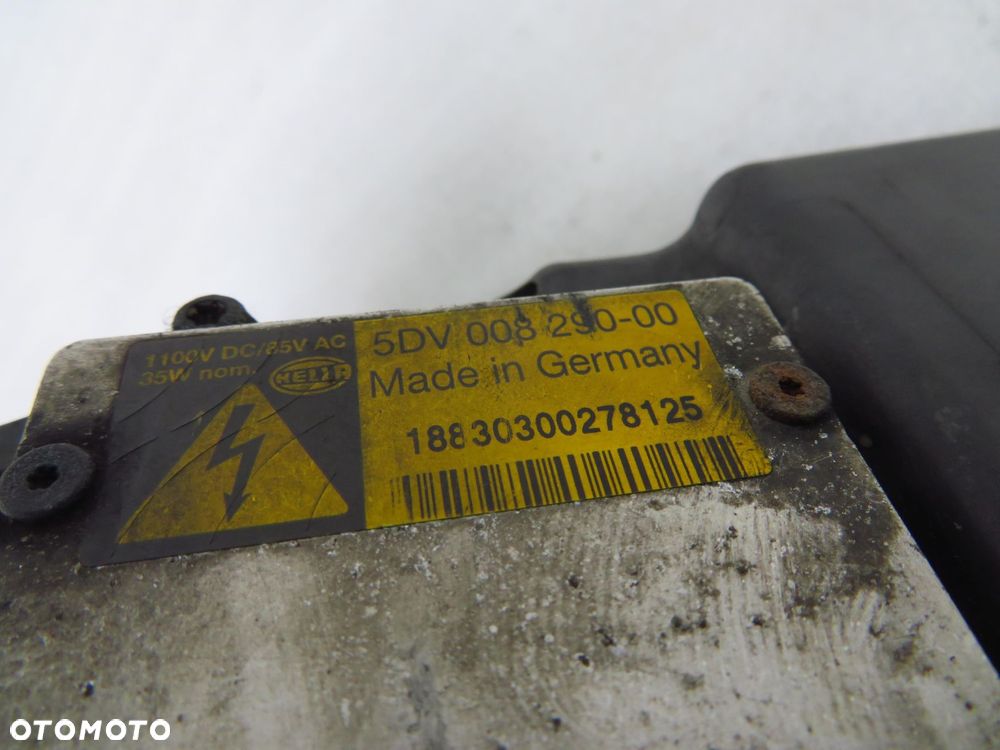 1100V DC/85V AC
35W nom.
HELLA
5DV 008 290-00
Made in Germany
18830300278125
OTOMOTO